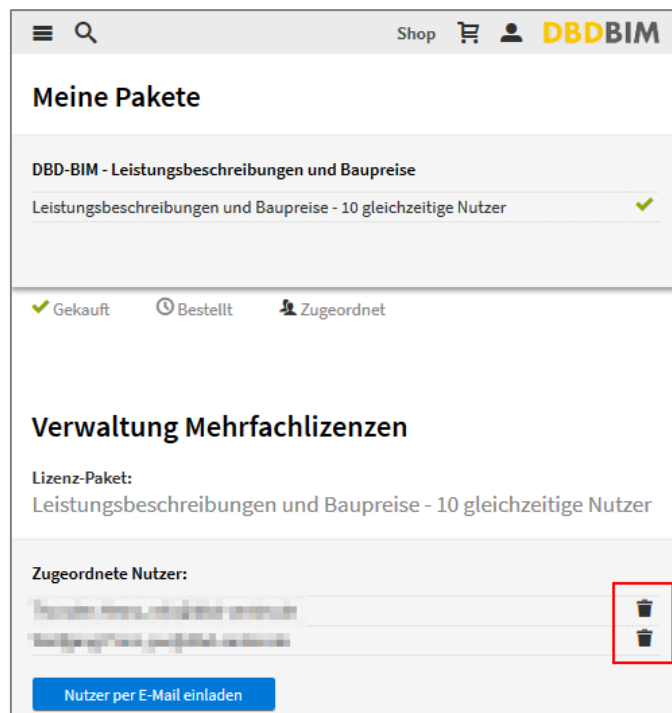 Shop DBDBIM
Meine Pakete
DBD-BIM - Leistungsbeschreibungen und Baupreise
Leistungsbeschreibungen und Baupreise - 10 gleichzeitige Nutzer
Gekauft Bestellt Zugeordnet
Verwaltung Mehrfachlizenzen
Lizenz-Paket:
Leistungsbeschreibungen und Baupreise - 10 gleichzeitige Nutzer
Zugeordnete Nutzer:
Nutzer per E-Mail einladen